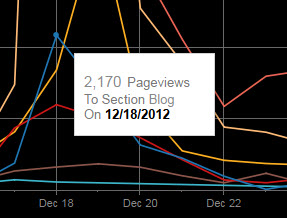 2,170 Pageviews
To Section Blog
On 12/18/2012
Dec 18 Dec 20 Dec 22